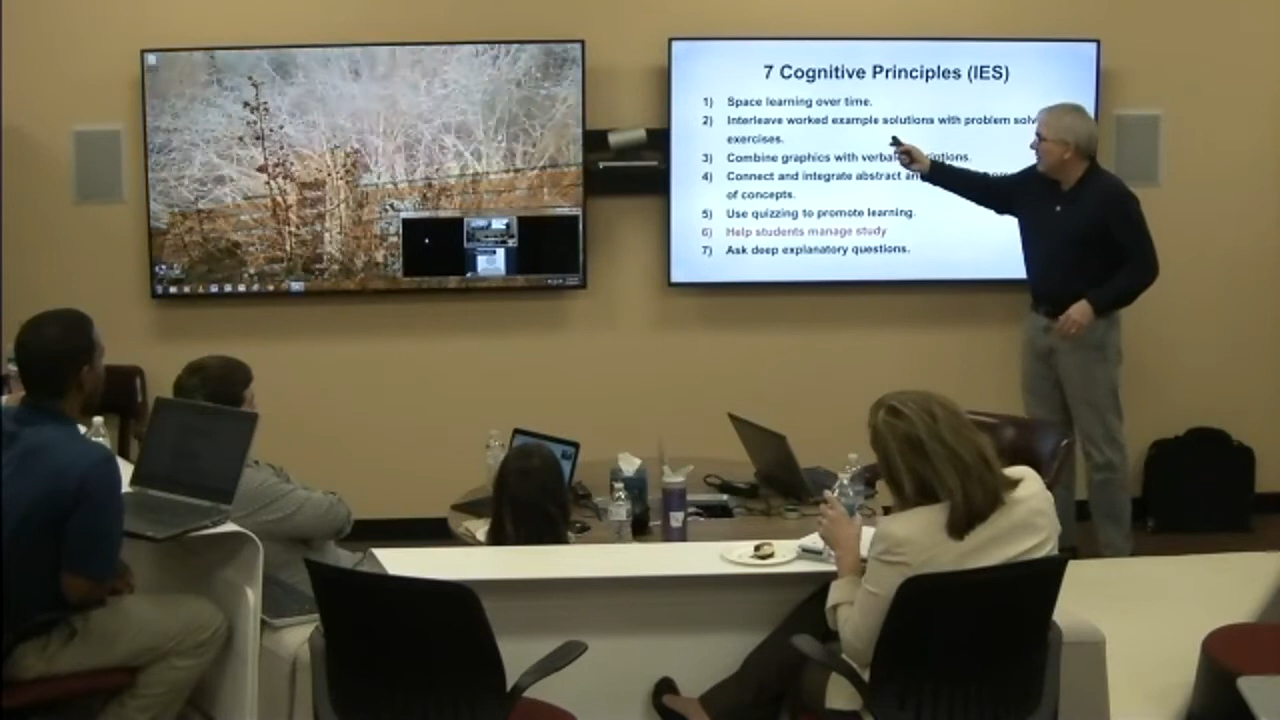 7 Cognitive Principles (IES)
1) Space learning over time.
2) Interleave worked example solutions with problem
exercises.
3) Combine graphics with
4) Connect and integrate abstract
of concepts.
5) Use quizzing to promote learning.
6) Help students manage study
7) Ask deep explanatory questions.